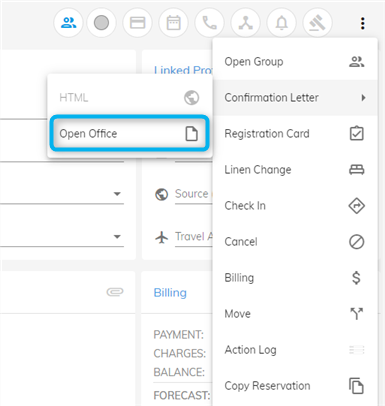 Linked Pro
Open Group
HTML
Confirmation Letter
Open Office
Registration Card
Linen Change
Source
Check In
Travel A
Cancel
Billing
Billing
Move
PAYMENT:
CHARGES:
Action Log
BALANCE:
Copy Reservation
FORECAST: